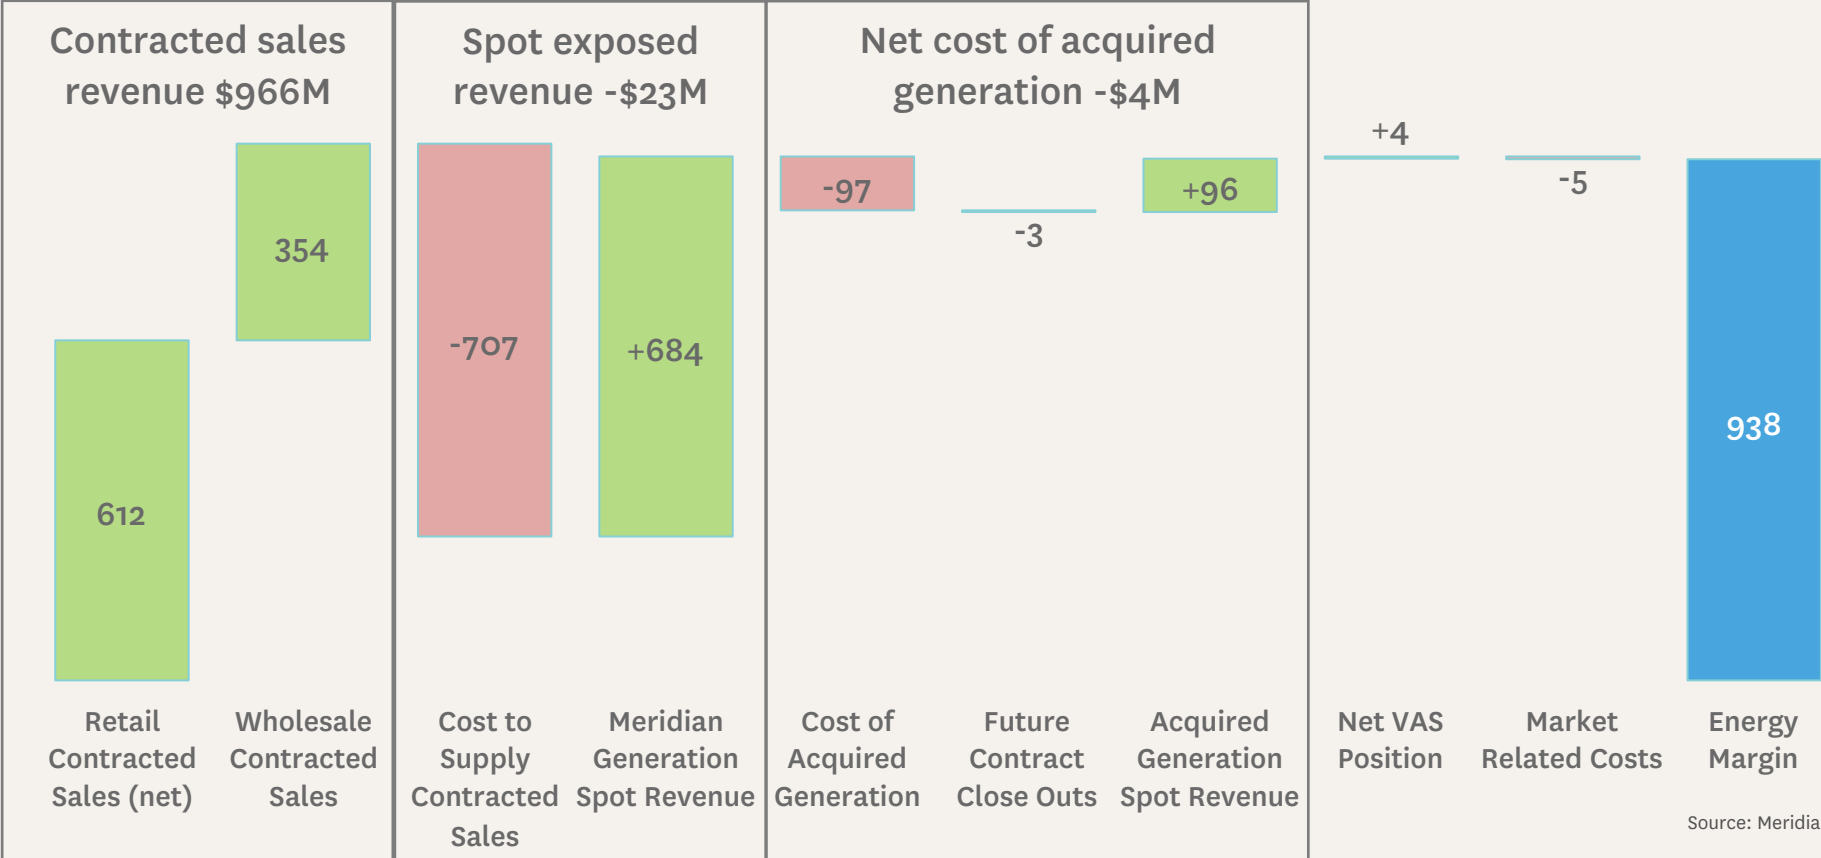 Contracted sales
revenue $966M
Spot exposed
revenue -$23M
Net cost of acquired
generation -$4M
612
354
-707
+684
-97
-3
+96
+4
-5
938
Retail
Contracted
Sales (net)
Wholesale
Contracted
Sales
Cost to
Supply
Contracted
Sales
Meridian
Generation
Spot Revenue
Cost of
Acquired
Generation
Future
Contract
Close Outs
Acquired
Generation
Spot Revenue
Net VAS
Position
Market
Related Costs
Energy
Margin
Source: Meridia